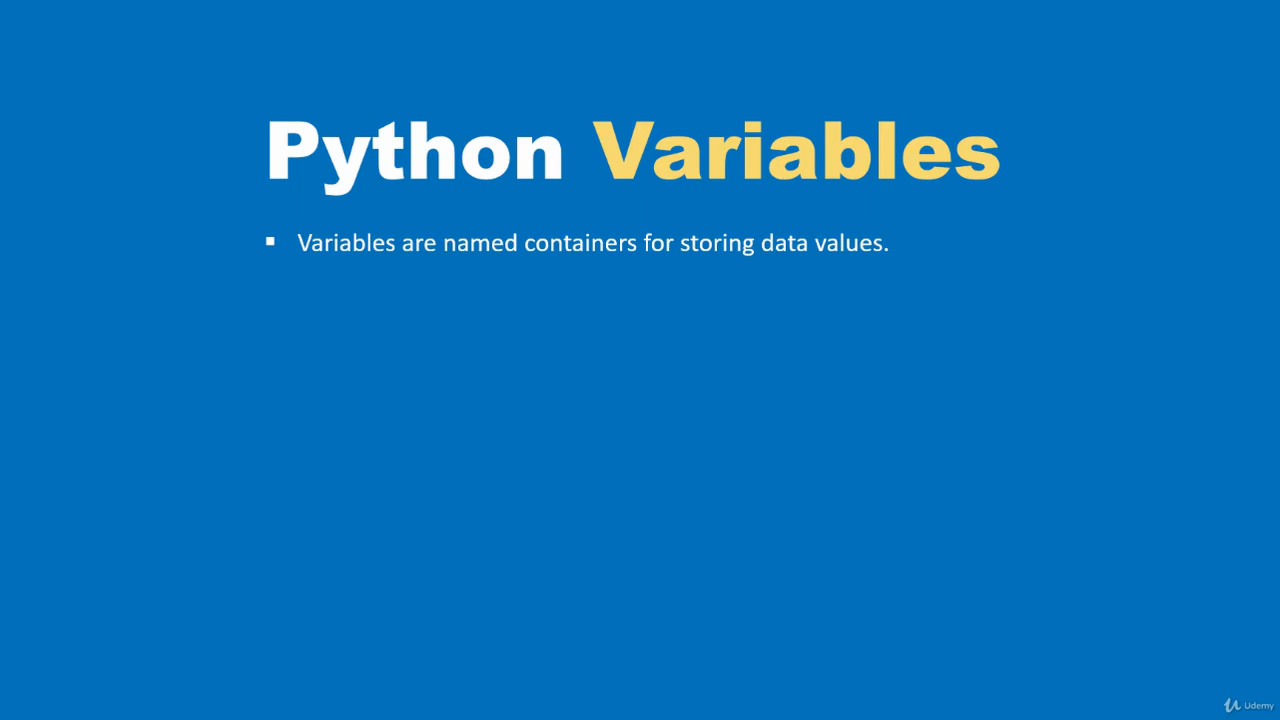 Python Variables
▪ Variables are named containers for storing data values.
Udemy